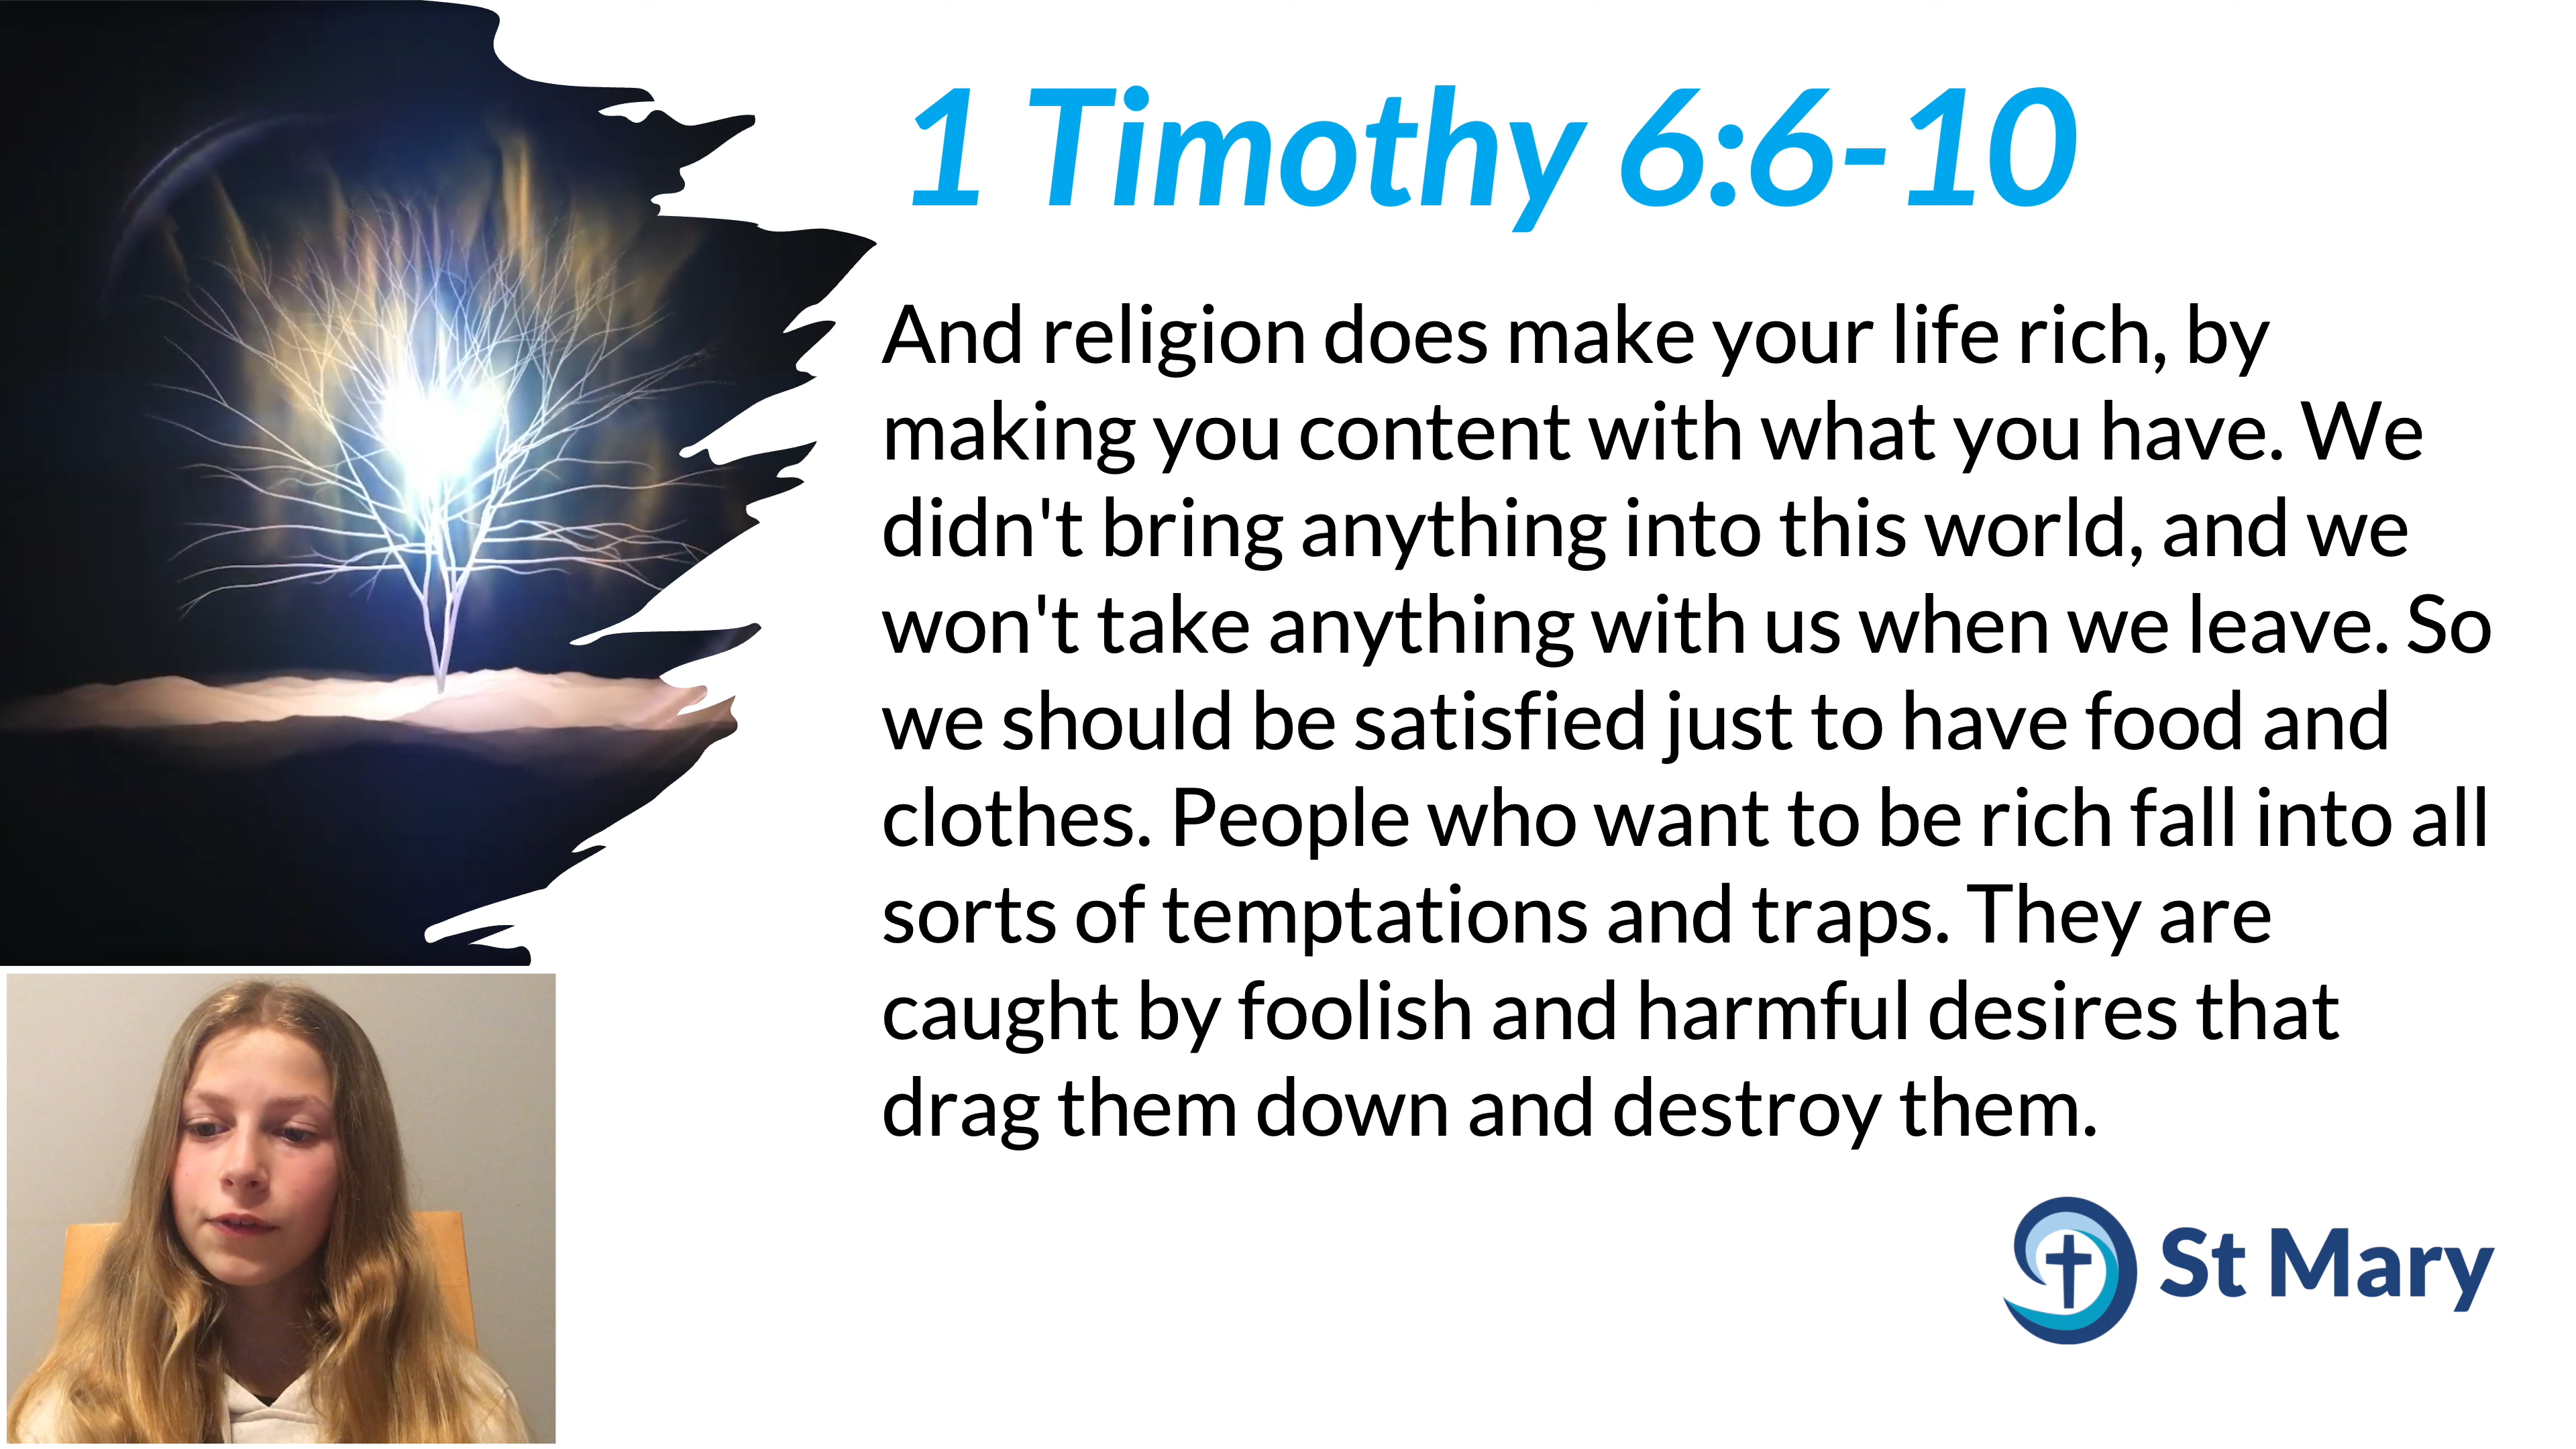 1 Timothy 6:6-10
And religion does make your life rich, by
making you content with what you have. We
didn't bring anything into this world, and we
won't take anything with us when we leave. So
we should be satisfied just to have food and
clothes. People who want to be rich fall into all
sorts of temptations and traps. They are
caught by foolish and harmful desires that
drag them down and destroy them.
St Mary